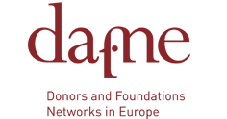 dafne
Donors and Foundations
Networks in Europe